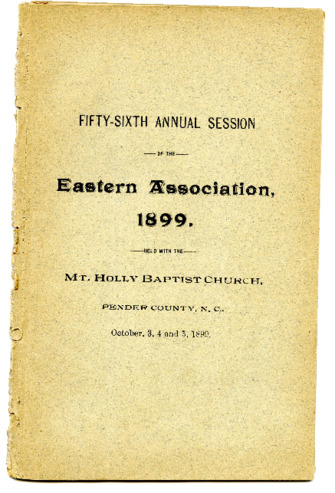 FIFTY-SIXTH ANNUAL SESSION
OF THE
Eastern Association,
1899.
HELD WITH THE
MT. HOLLY BAPTIST CHURCH,
PENDER COUNTY, N. C.
October, 3, 4 and 5, 1899.